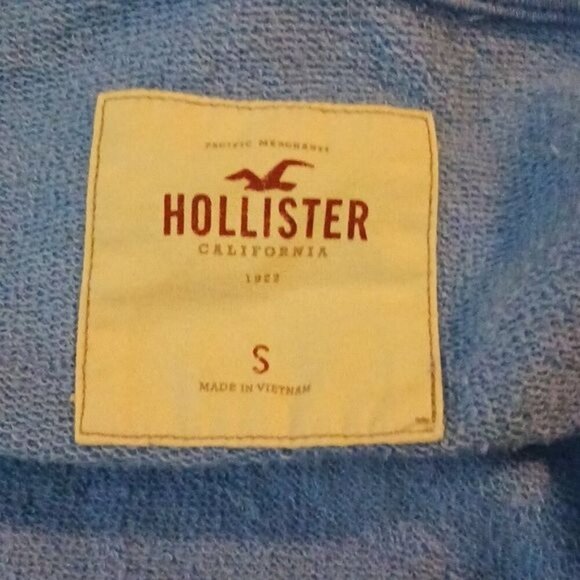 PACIFIC MERCHANTS
HOLLISTER
CALIFORNIA
1922
S
MADE IN VIETNAM